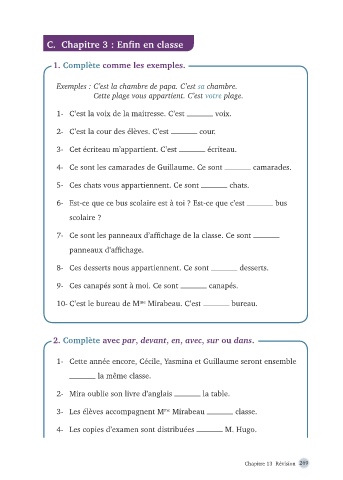 C. Chapitre 3 : Enfin en classe
1. Complète comme les exemples.
Exemples : C'est la chambre de papa. C'est sa chambre.
Cette plage vous appartient. C'est votre plage.
1- C'est la voix de la maîtresse. C'est ______ voix.
2- C'est la cour des élèves. C'est ______ cour.
3- Cet écriteau m'appartient. C'est ______ écriteau.
4- Ce sont les camarades de Guillaume. Ce sont ______ camarades.
5- Ces chats vous appartiennent. Ce sont ______ chats.
6- Est-ce que ce bus scolaire est à toi ? Est-ce que c'est ______ bus
scolaire ?
7- Ce sont les panneaux d'affichage de la classe. Ce sont ______
panneaux d'affichage.
8- Ces desserts nous appartiennent. Ce sont ______ desserts.
9- Ces canapés sont à moi. Ce sont ______ canapés.
10- C'est le bureau de Mme Mirabeau. C'est ______ bureau.
2. Complète avec par, devant, en, avec, sur ou dans.
1- Cette année encore, Cécile, Yasmina et Guillaume seront ensemble
______ la même classe.
2- Mira oublie son livre d'anglais ______ la table.
3- Les élèves accompagnent Mme Mirabeau ______ classe.
4- Les copies d'examen sont distribuées ______ M. Hugo.
Chapitre 13 Révision 269